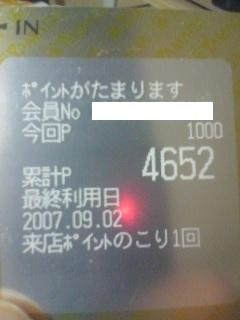 IN
ポイントがたまります
会員No
今回P 1000
累計P 4652
最終利用日
2007.09.02
来店ポイントのこり1回